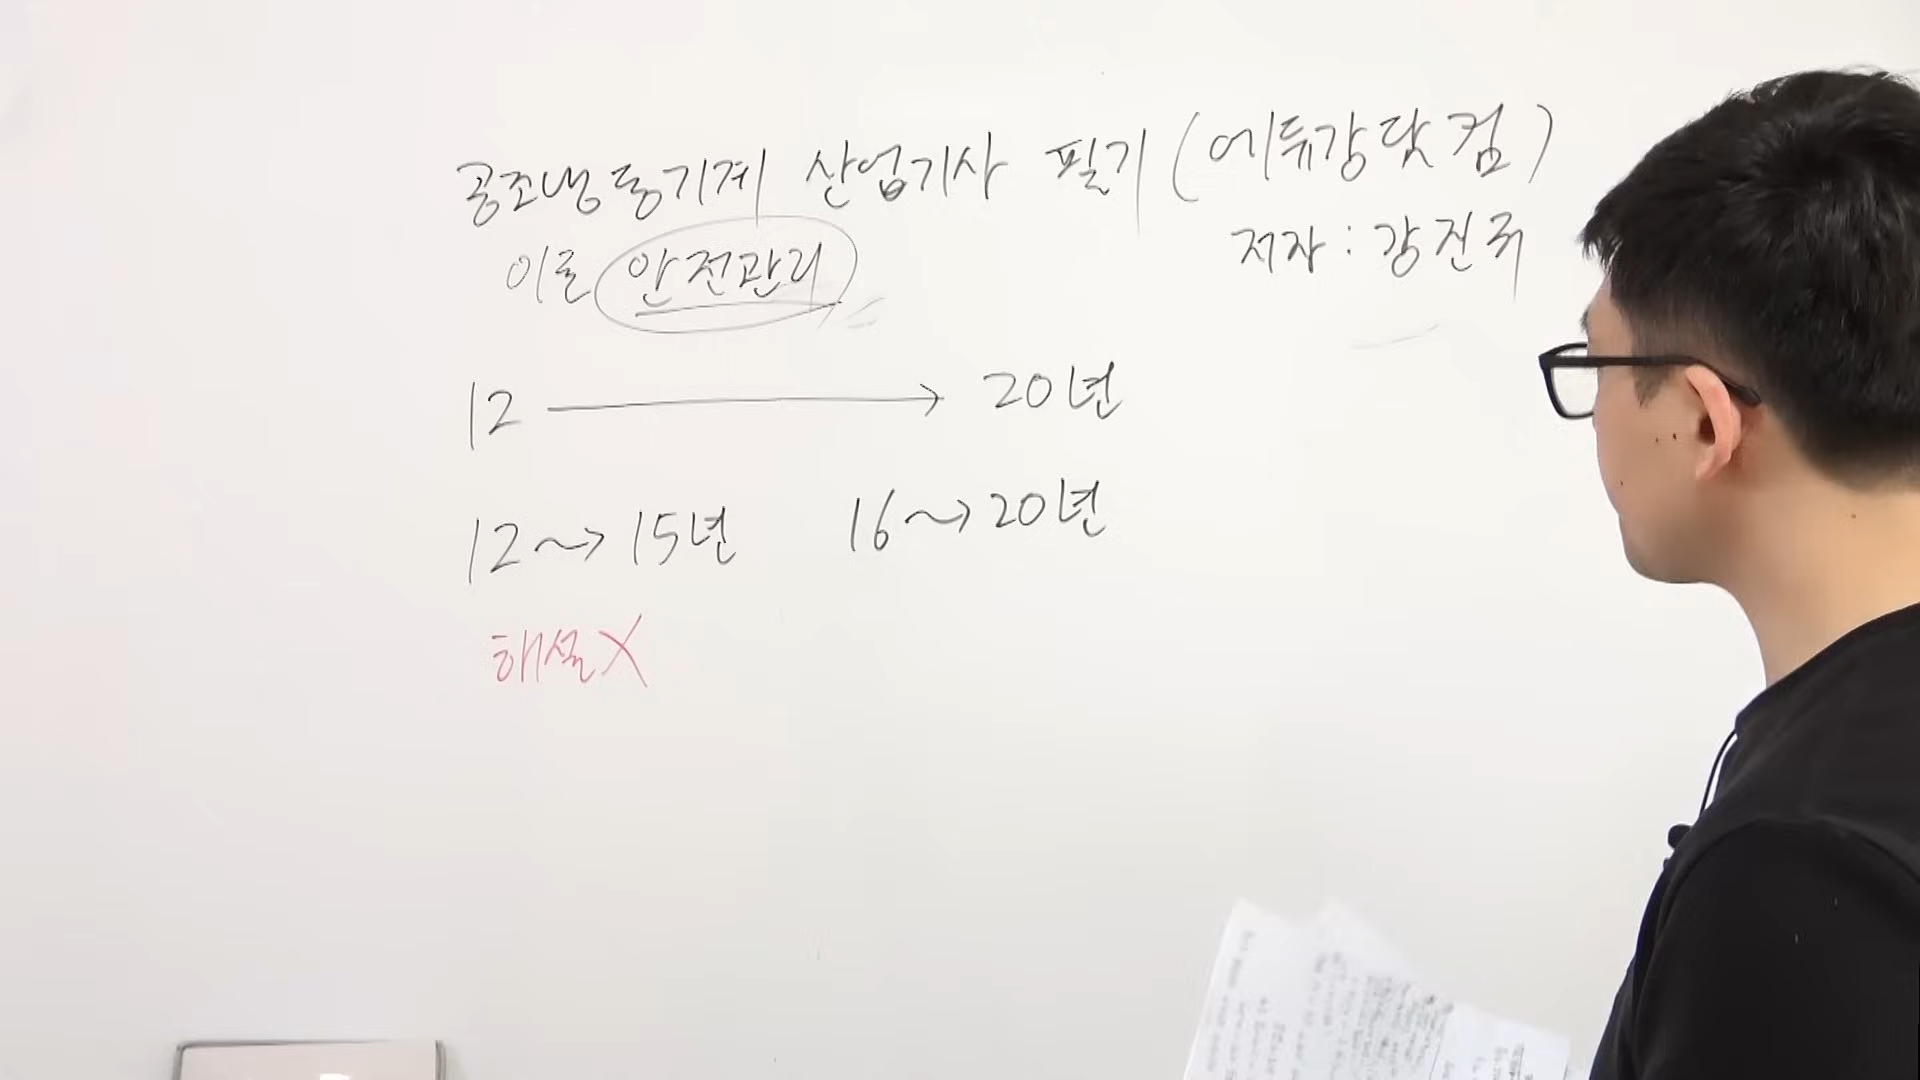 공조냉동기계 산업기사 필기 (에듀강닷컴)
이론 안전관리
저자 : 강진규
12 → 20년
12 ~> 15년 16 ~> 20년
해설X